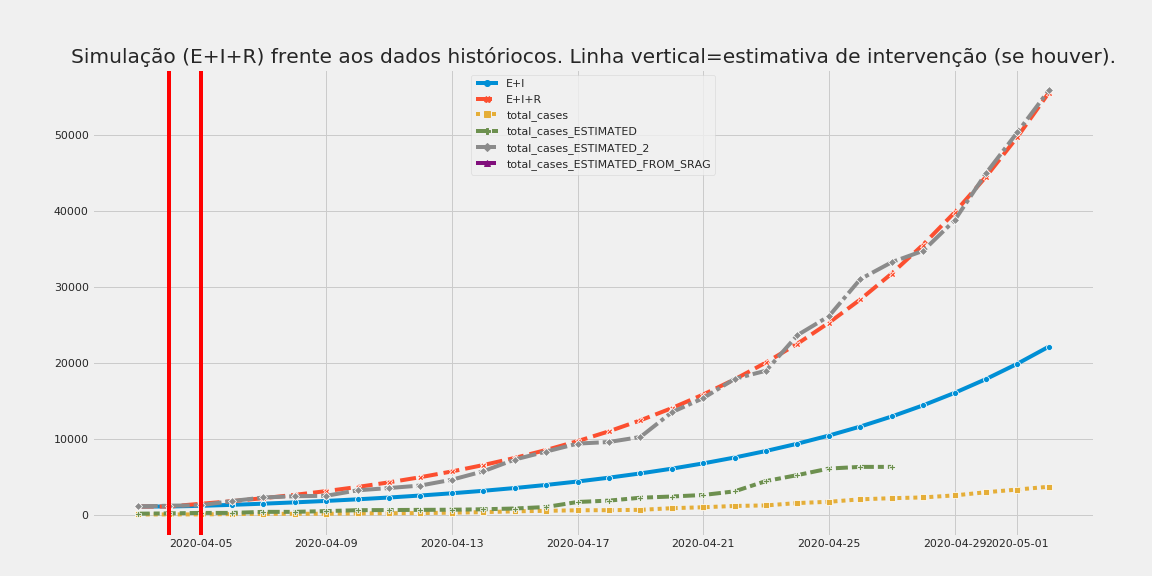 Simulação (E+I+R) frente aos dados históriocos. Linha vertical=estimativa de intervenção (se houver).
E+I
E+I+R
total_cases
total_cases_ESTIMATED
total_cases_ESTIMATED_2
total_cases_ESTIMATED_FROM_SRAG
50000
40000
30000
20000
10000
0
2020-04-05 2020-04-09 2020-04-13 2020-04-17 2020-04-21 2020-04-25 2020-04-29 2020-05-01